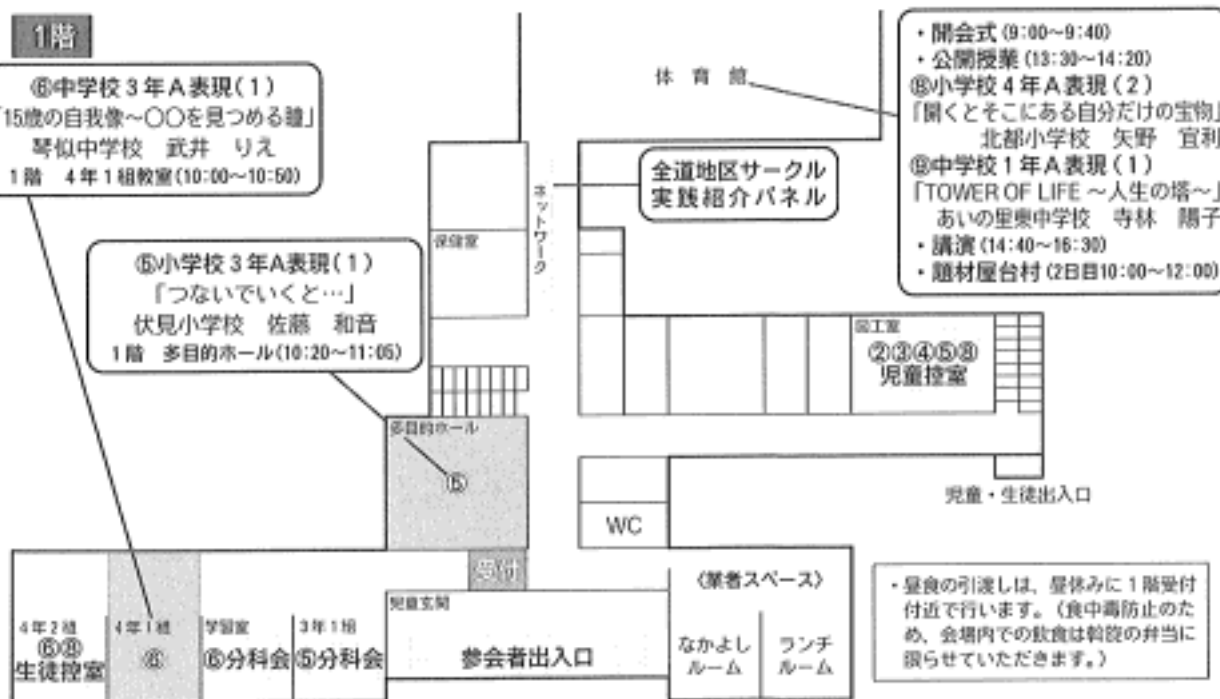 1階
⑥中学校3年A表現(1)
「15歳の自我像～〇〇を見つめる瞳」
琴似中学校 武井 りえ
1階 4年1組教室(10:00～10:50)
⑤小学校3年A表現(1)
「つないでいくと…」
伏見小学校 佐藤 和音
1階 多目的ホール(10:20～11:05)
体育館
・開会式(9:00～9:40)
・公開授業(13:30～14:20)
⑧小学校4年A表現(2)
「開くとそこにある自分だけの宝物」
北都小学校 矢野 宜利
⑨中学校1年A表現(1)
「TOWER OF LIFE ～人生の塔～」
あいの里東中学校 寺林 陽子
・講演(14:40～16:30)
・題材屋台村(2日目10:00～12:00)
全道地区サークル
実践紹介パネル
ネットワーク
保健室
図工室
②③④⑤⑧
児童控室
多目的ホール
⑤
WC
児童・生徒出入口
受付
4年2組
⑥⑧
生徒控室
4年1組
⑥
学習室
⑥分科会
3年1組
⑤分科会
児童玄関
参会者出入口
〈業者スペース〉
なかよし
ルーム
ランチ
ルーム
・昼食の引渡しは、昼休みに1階受付
付近で行います。（食中毒防止のた
め、会場内での飲食は斡旋の弁当に
限らせていただきます。）